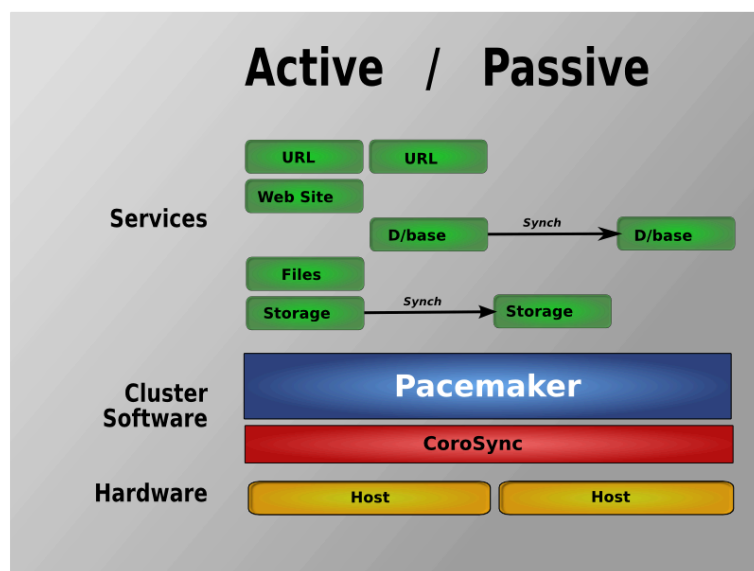 Active / Passive
URL URL
Web Site
Services
D/base Synch D/base
Files
Storage Synch Storage
Pacemaker
Cluster
Software
CoroSync
Hardware
Host Host